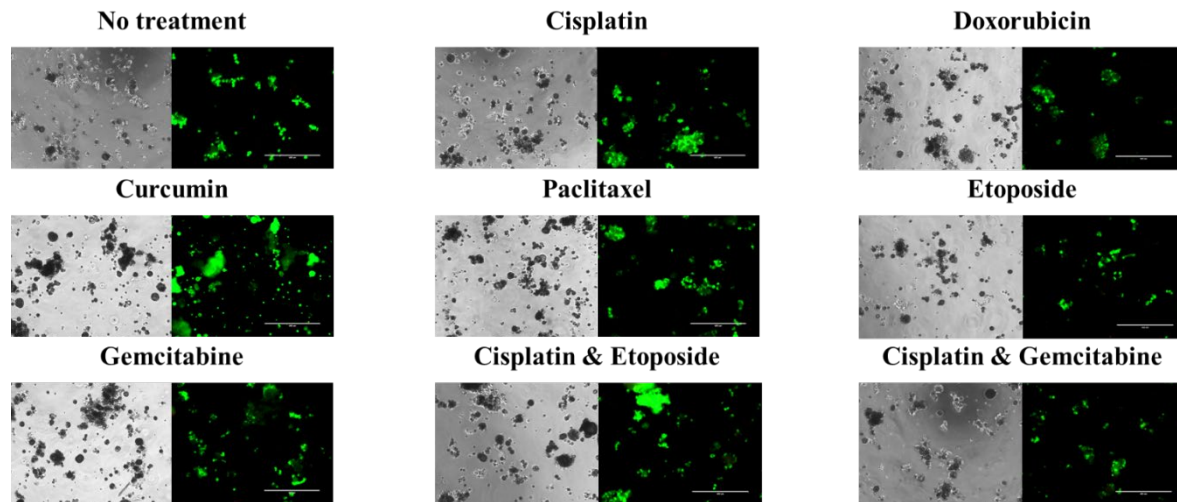 No treatment
Cisplatin
Doxorubicin
Curcumin
Paclitaxel
Etoposide
Gemcitabine
Cisplatin & Etoposide
Cisplatin & Gemcitabine